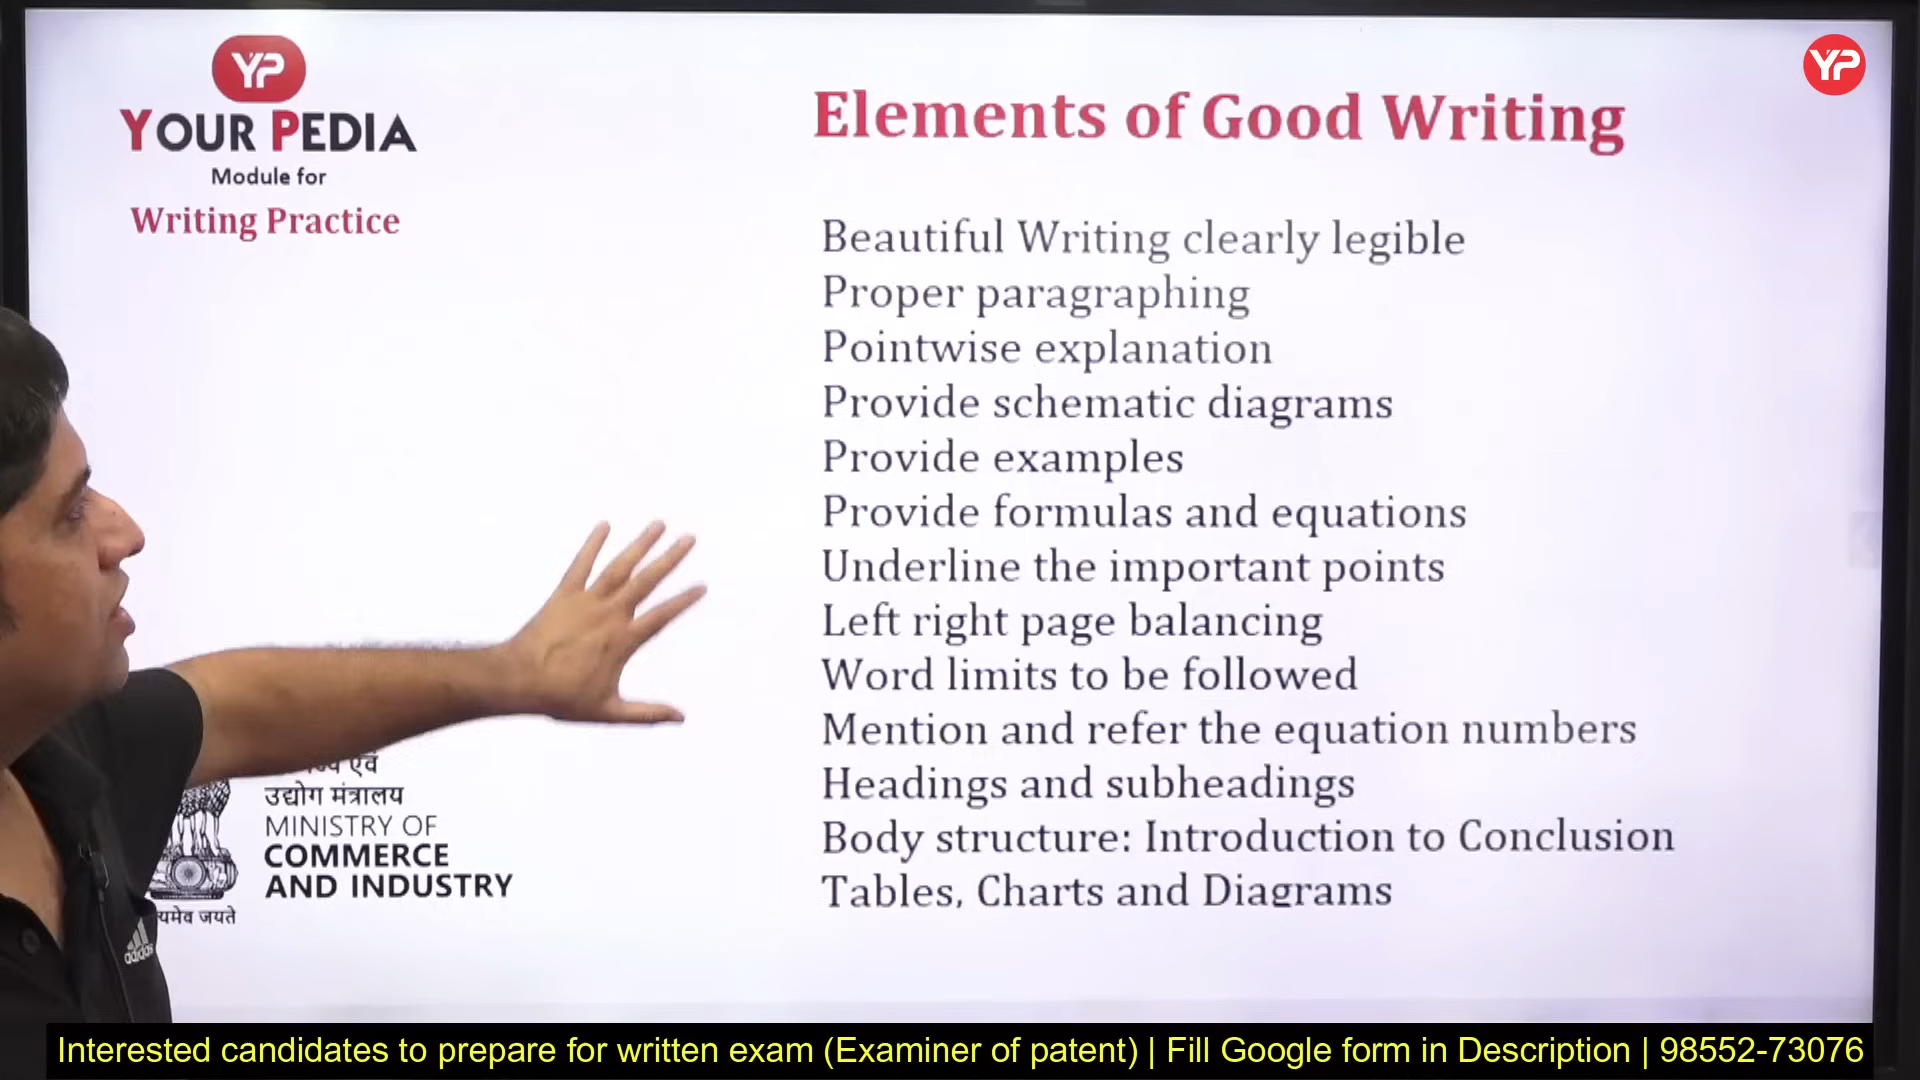 YP
YOUR PEDIA
Module for
Writing Practice
YP
Elements of Good Writing
Beautiful Writing clearly legible
Proper paragraphing
Pointwise explanation
Provide schematic diagrams
Provide examples
Provide formulas and equations
Underline the important points
Left right page balancing
Word limits to be followed
Mention and refer the equation numbers
Headings and subheadings
Body structure: Introduction to Conclusion
Tables, Charts and Diagrams
एवं
उद्योग मंत्रालय
MINISTRY OF
COMMERCE
AND INDUSTRY
जयते
adidas
Interested candidates to prepare for written exam (Examiner of patent) | Fill Google form in Description | 98552-73076